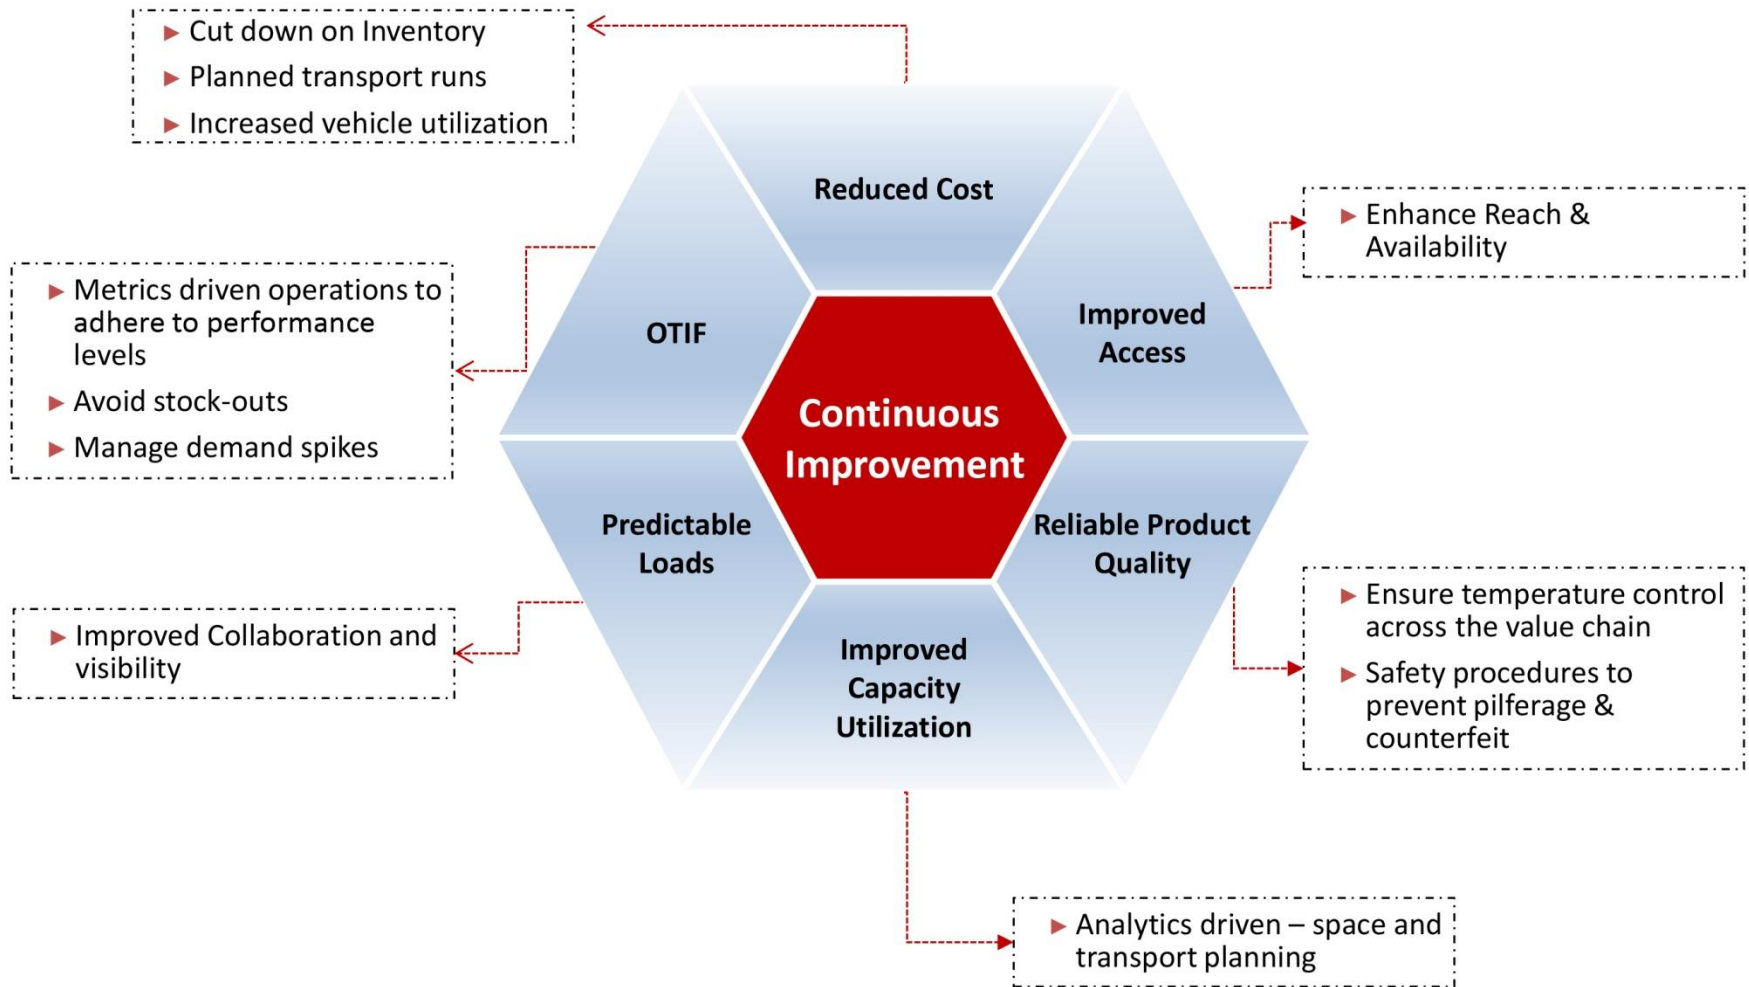 Cut down on Inventory
Planned transport runs
Increased vehicle utilization
Reduced Cost
Enhance Reach &
Availability
Metrics driven operations to
adhere to performance
levels
Avoid stock-outs
Manage demand spikes
OTIF
Improved
Access
Continuous
Improvement
Predictable
Loads
Reliable Product
Quality
Improved Collaboration and
visibility
Improved
Capacity
Utilization
Ensure temperature control
across the value chain
Safety procedures to
prevent pilferage &
counterfeit
Analytics driven – space and
transport planning